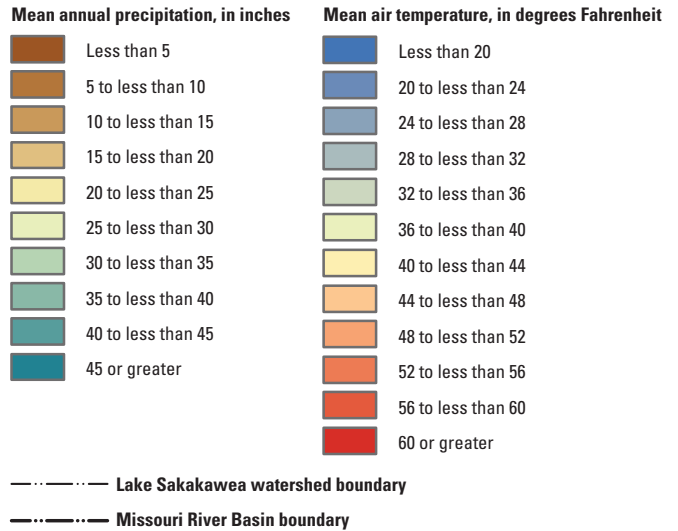 Mean annual precipitation, in inches
Less than 5
5 to less than 10
10 to less than 15
15 to less than 20
20 to less than 25
25 to less than 30
30 to less than 35
35 to less than 40
40 to less than 45
45 or greater
Mean air temperature, in degrees Fahrenheit
Less than 20
20 to less than 24
24 to less than 28
28 to less than 32
32 to less than 36
36 to less than 40
40 to less than 44
44 to less than 48
48 to less than 52
52 to less than 56
56 to less than 60
60 or greater
Lake Sakakawea watershed boundary
Missouri River Basin boundary